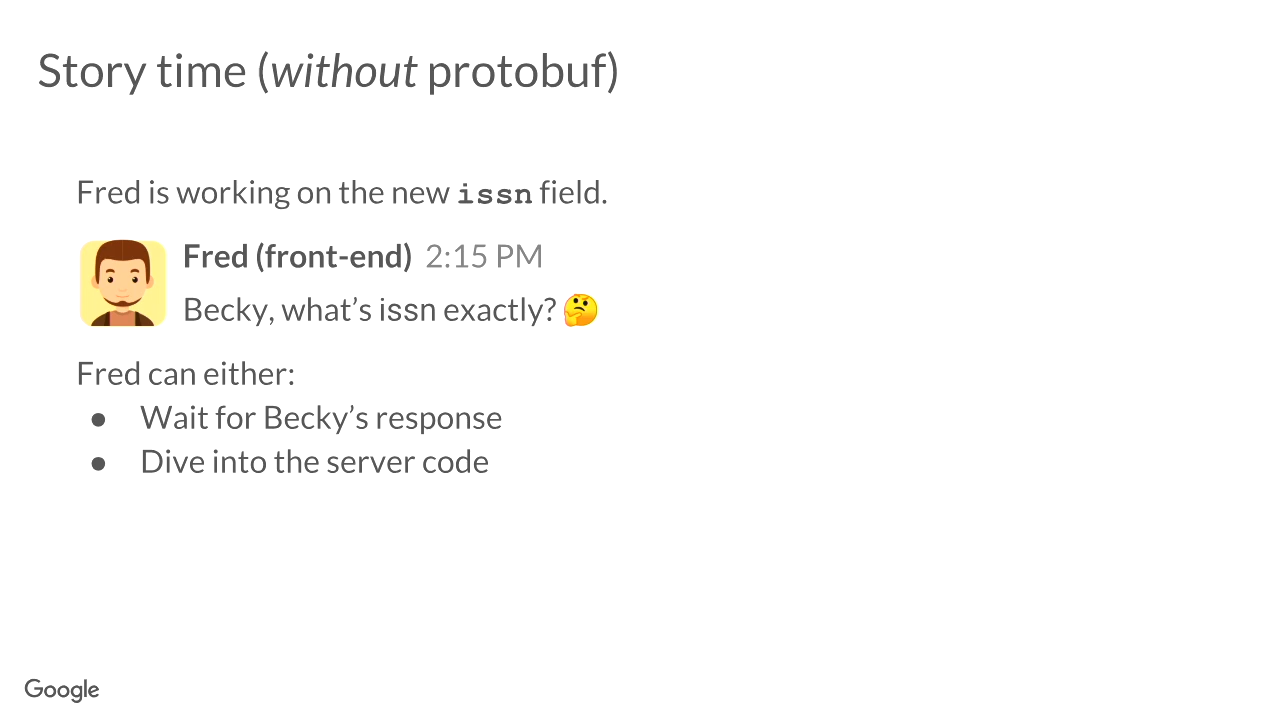 Story time (without protobuf)
Fred is working on the new issn field.
Fred (front-end) 2:15 PM
Becky, what’s issn exactly? 🤔
Fred can either:
● Wait for Becky’s response
● Dive into the server code
Google